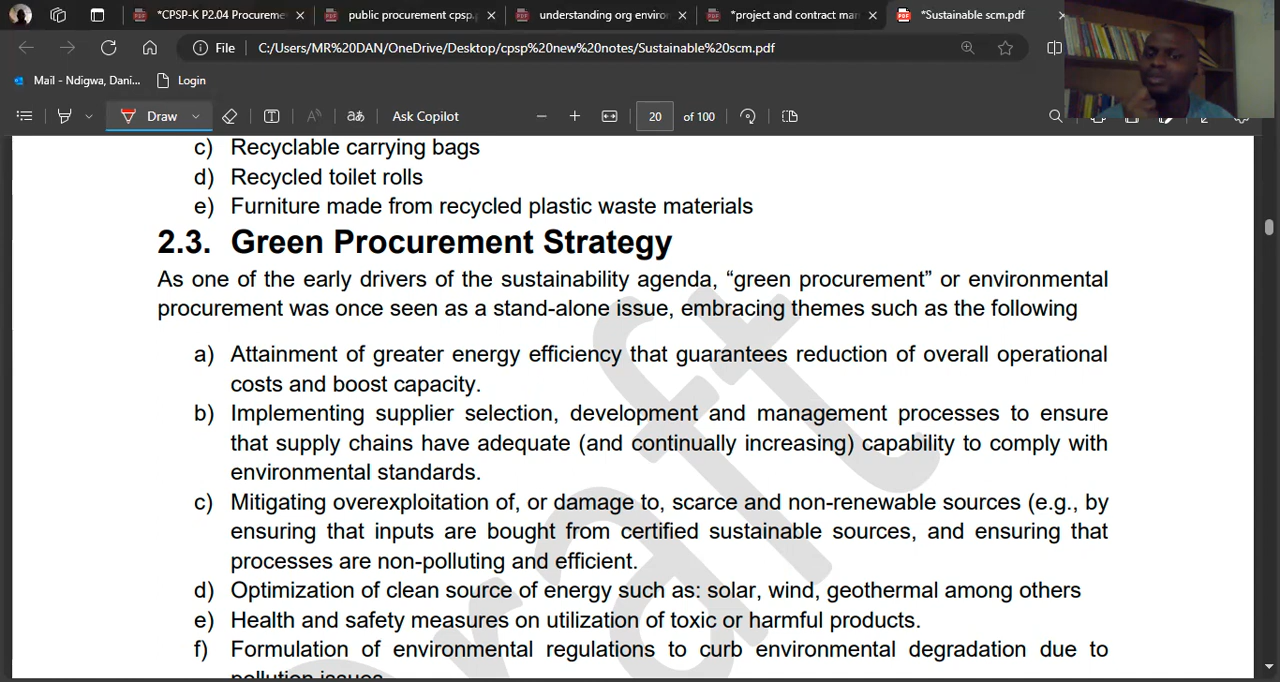 *CPSP-K P2.04 Procureme
public procurement cpsp.
understanding org enviro
*project and contract mar
*Sustainable scm.pdf
File
C:/Users/MR%20DAN/OneDrive/Desktop/cpsp%20new%20notes/Sustainable%20scm.pdf
Mail - Ndigwa, Dani...
Login
Draw
Ask Copilot
20 of 100
c) Recyclable carrying bags
d) Recycled toilet rolls
e) Furniture made from recycled plastic waste materials
2.3. Green Procurement Strategy
As one of the early drivers of the sustainability agenda, “green procurement” or environmental
procurement was once seen as a stand-alone issue, embracing themes such as the following
a) Attainment of greater energy efficiency that guarantees reduction of overall operational
costs and boost capacity.
b) Implementing supplier selection, development and management processes to ensure
that supply chains have adequate (and continually increasing) capability to comply with
environmental standards.
c) Mitigating overexploitation of, or damage to, scarce and non-renewable sources (e.g., by
ensuring that inputs are bought from certified sustainable sources, and ensuring that
processes are non-polluting and efficient.
d) Optimization of clean source of energy such as: solar, wind, geothermal among others
e) Health and safety measures on utilization of toxic or harmful products.
f) Formulation of environmental regulations to curb environmental degradation due to
pollution issues